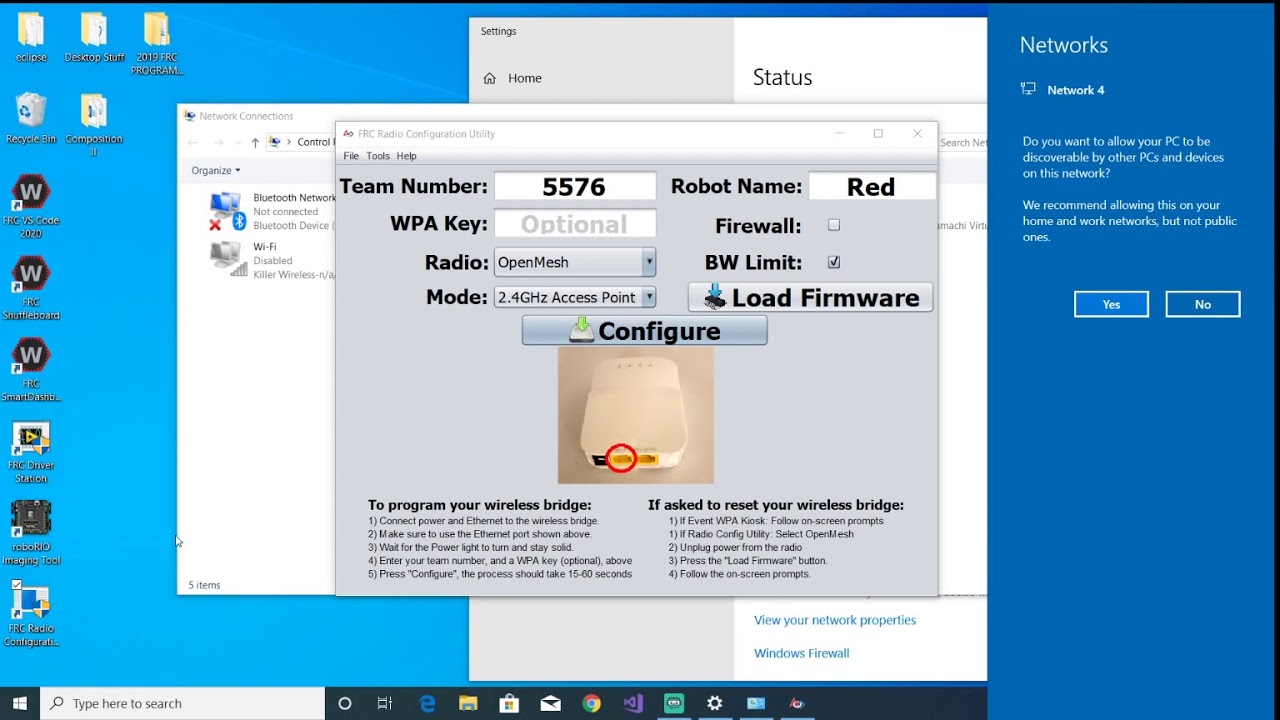 eclipse
Desktop Stuff
2019 FRC
PROGRAM...
Recycle Bin
Composition
II
FRC VS Code
2020
FRC
Shuffleboard
FRC
SmartDashb...
FRC Driver
Station
roboRIO
Imaging Tool
FRC Radio
Configurati...
Settings
Home
Status
View your network properties
Windows Firewall
Network Connections
Control
Search Net
Organize
Bluetooth Network
Not connected
Bluetooth Device (
Wi-Fi
Disabled
Killer Wireless-n/a/
amachi Virtu
5 items
FRC Radio Configuration Utility
File Tools Help
Team Number: 5576 Robot Name: Red
WPA Key: Optional Firewall:
Radio: OpenMesh BW Limit:
Mode: 2.4GHz Access Point Load Firmware
Configure
To program your wireless bridge:
1) Connect power and Ethernet to the wireless bridge.
2) Make sure to use the Ethernet port shown above.
3) Wait for the Power light to turn and stay solid.
4) Enter your team number, and a WPA key (optional), above
5) Press "Configure", the process should take 15-60 seconds
If asked to reset your wireless bridge:
1) If Event WPA Kiosk: Follow on-screen prompts
1) If Radio Config Utility: Select OpenMesh
2) Unplug power from the radio
3) Press the "Load Firmware" button.
4) Follow the on-screen prompts.
Networks
Network 4
Do you want to allow your PC to be
discoverable by other PCs and devices
on this network?
We recommend allowing this on your
home and work networks, but not public
ones.
Yes No
Type here to search